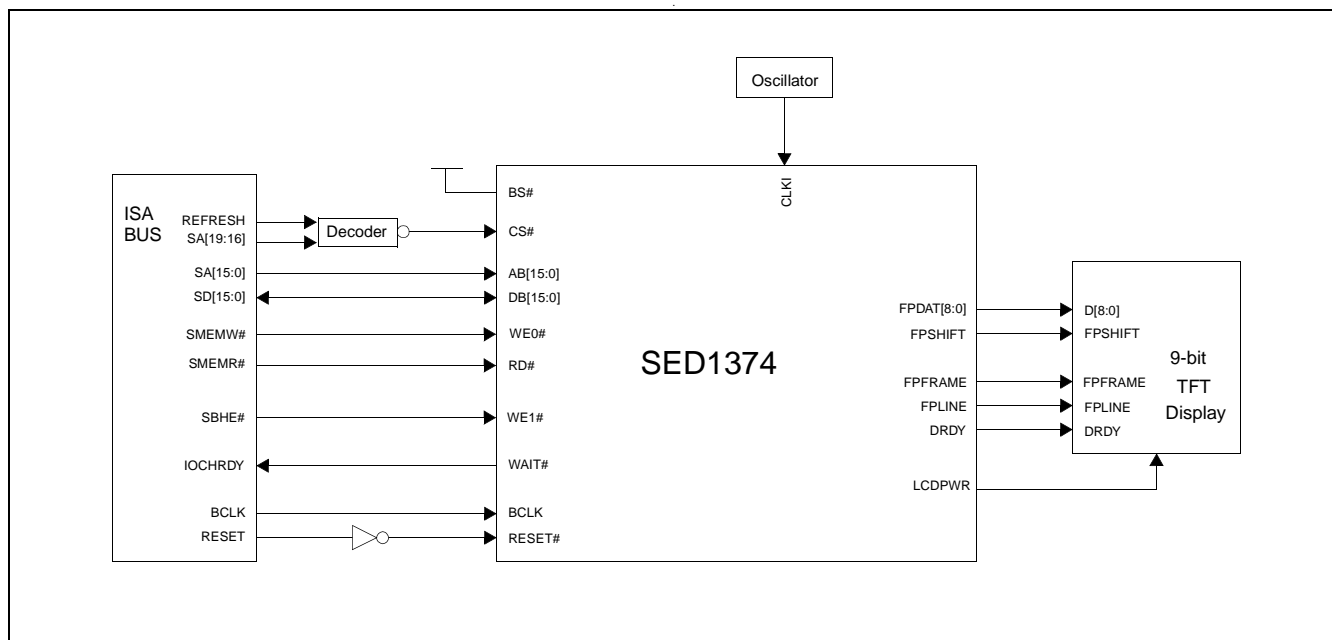 Oscillator
CLKI
ISA
BUS
REFRESH
SA[19:16]
Decoder
SA[15:0]
SD[15:0]
SMEMW#
SMEMR#
SBHE#
IOCHRDY
BCLK
RESET
BS#
CS#
AB[15:0]
DB[15:0]
WE0#
RD#
WE1#
WAIT#
BCLK
RESET#
SED1374
FPDAT[8:0]
FPSHIFT
FPFRAME
FPLINE
DRDY
LCDPWR
D[8:0]
FPSHIFT
FPFRAME
FPLINE
DRDY
9-bit
TFT
Display